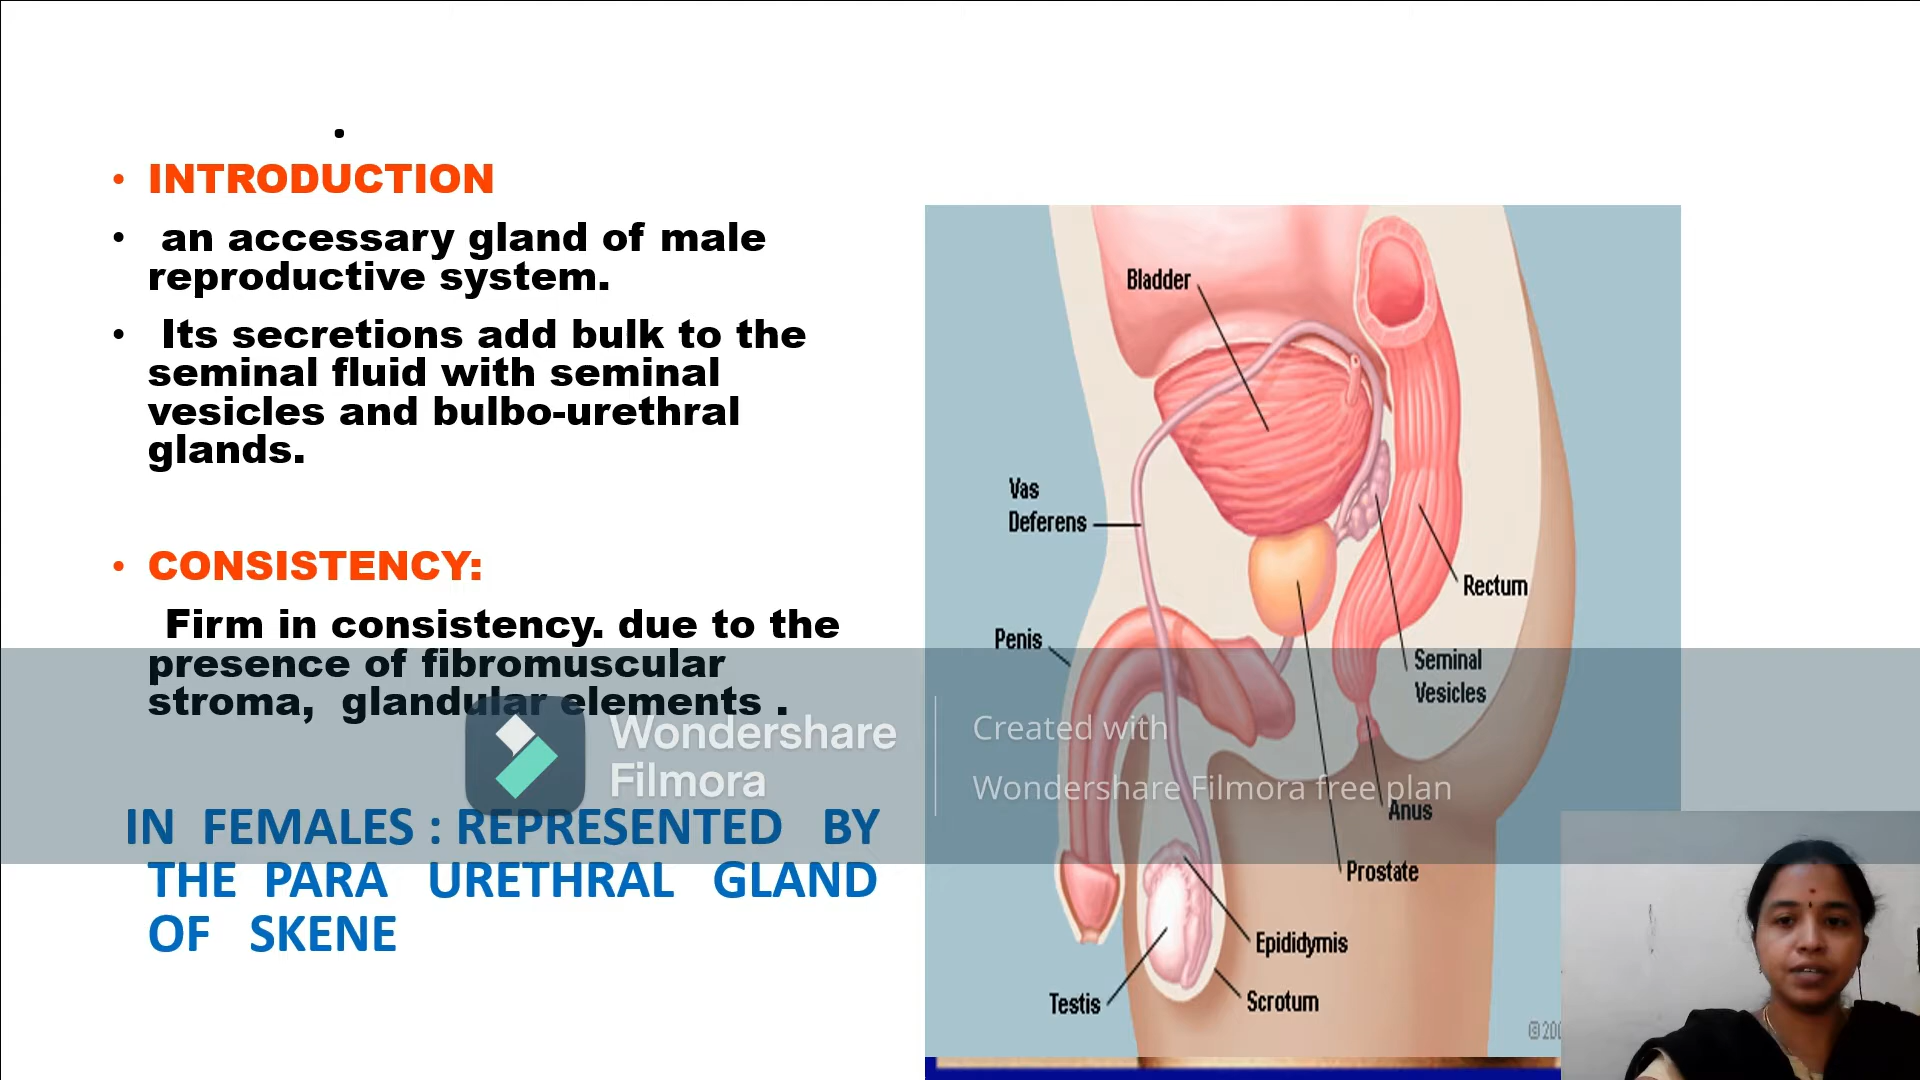 .
• INTRODUCTION
• an accessary gland of male
reproductive system.
• Its secretions add bulk to the
seminal fluid with seminal
vesicles and bulbo-urethral
glands.
• CONSISTENCY:
Firm in consistency. due to the
presence of fibromuscular
stroma, glandular elements .
IN FEMALES : REPRESENTED BY
THE PARA URETHRAL GLAND
OF SKENE
Bladder
Vas
Deferens
Penis
Rectum
Seminal
Vesicles
Anus
Prostate
Epididymis
Scrotum
Testis
Wondershare
Filmora
Created with
Wondershare Filmora free plan